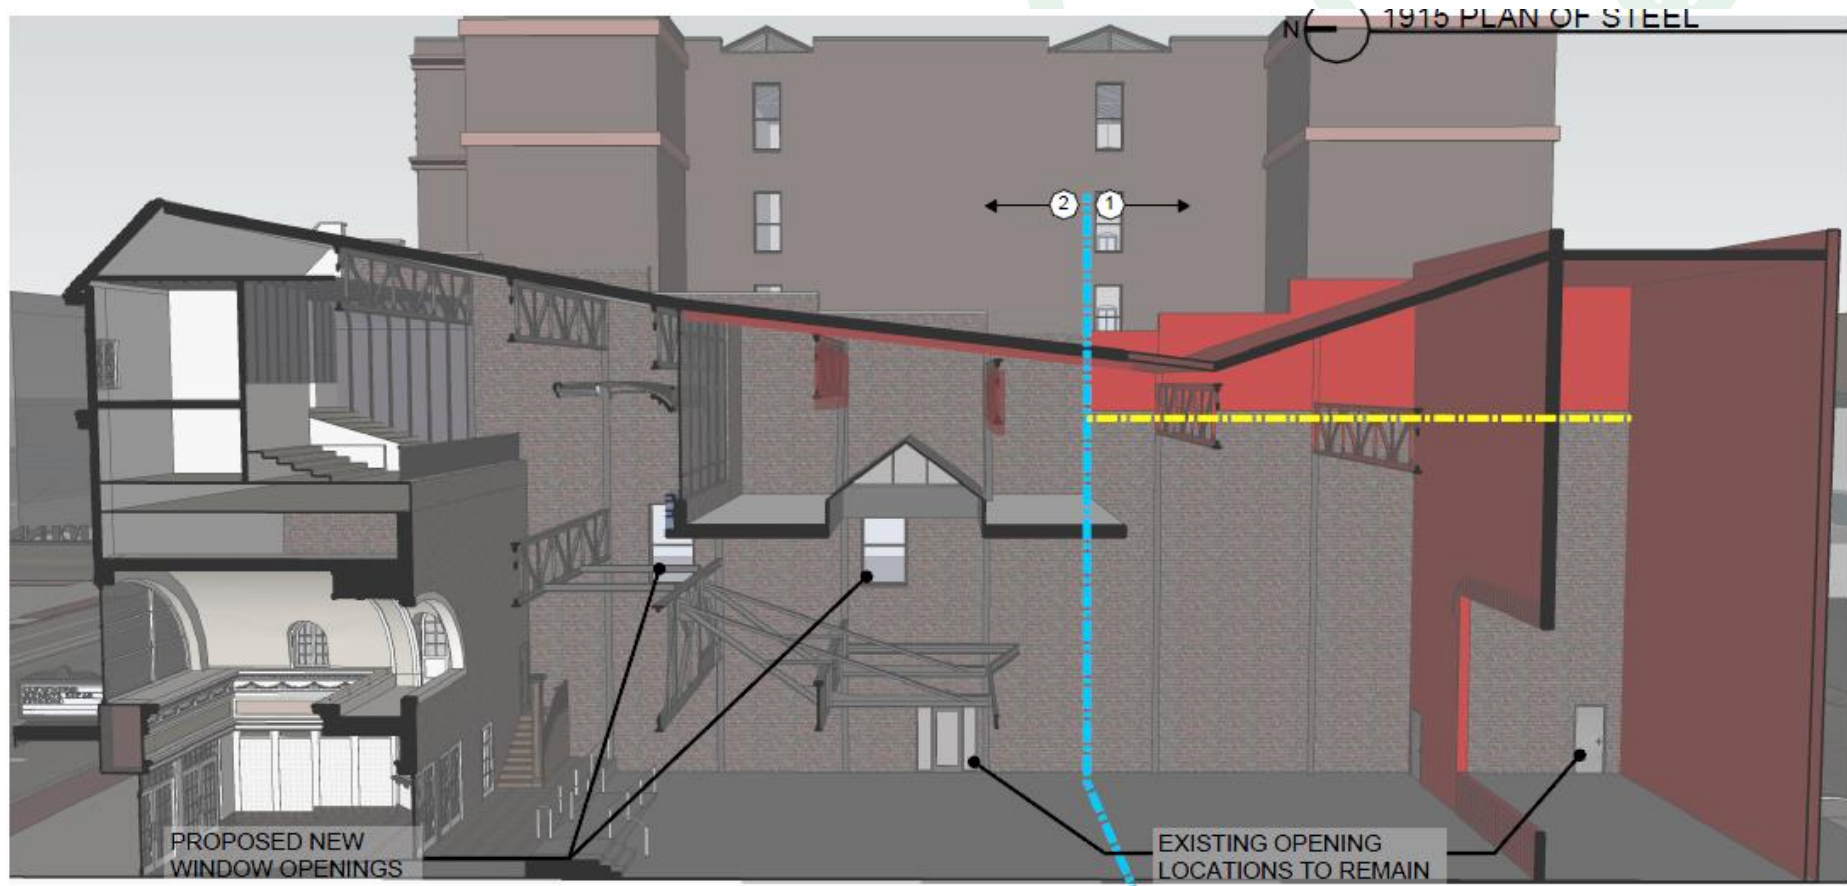 1915 PLAN OF STEEL
N
2 1
PROPOSED NEW
WINDOW OPENINGS
EXISTING OPENING
LOCATIONS TO REMAIN